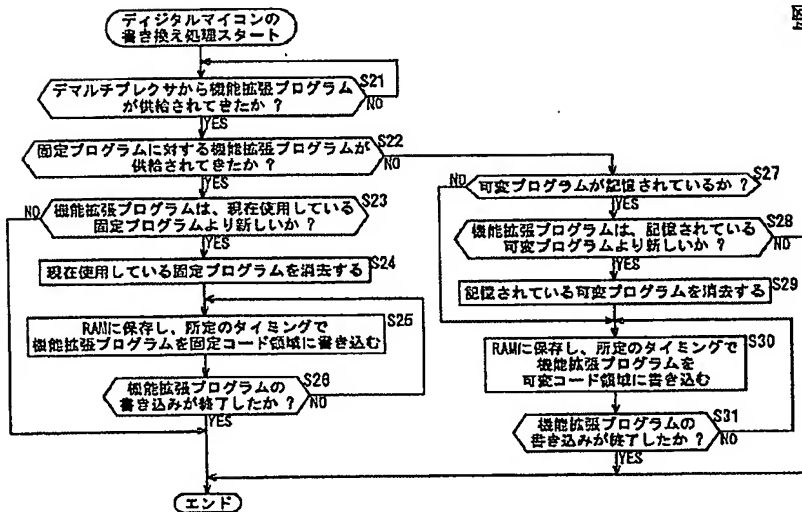 図
ディジタルマイコンの
書き換え処理スタート
S21
デマルチプレクサから機能拡張プログラム
が供給されてきたか ?
NO
YES
S22
固定プログラムに対する機能拡張プログラムが
供給されてきたか ?
NO
YES
S23
NO
機能拡張プログラムは、現在使用している
固定プログラムより新しいか ?
YES
S24
現在使用している固定プログラムを消去する
S25
RAMに保存し、所定のタイミングで
機能拡張プログラムを固定コード領域に書き込む
S26
機能拡張プログラムの
書き込みが終了したか ?
NO
YES
エンド
S27
NO
可変プログラムが記憶されているか ?
YES
S28
機能拡張プログラムは、記憶されている
可変プログラムより新しいか ?
NO
YES
S29
記憶されている可変プログラムを消去する
S30
RAMに保存し、所定のタイミングで
機能拡張プログラムを
可変コード領域に書き込む
S31
機能拡張プログラムの
書き込みが終了したか ?
NO
YES